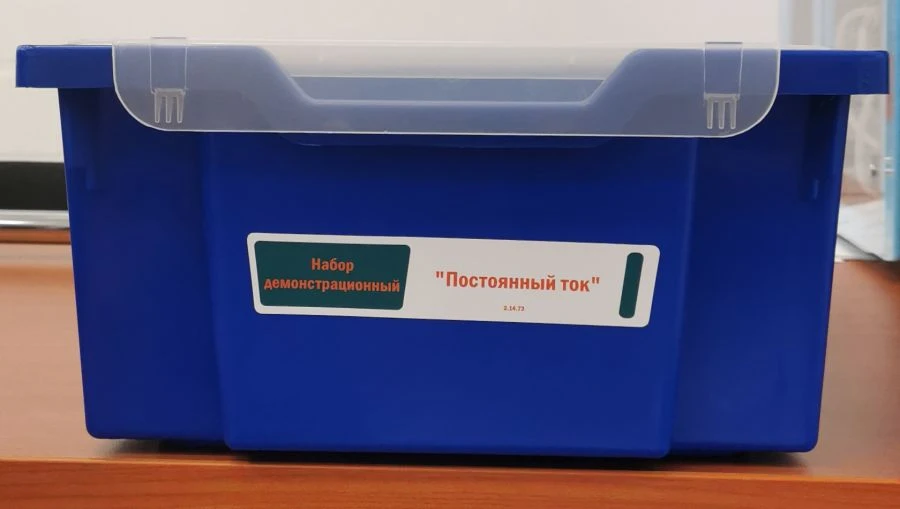 Набор
демонстрационный
"Постоянный ток"
2.14.73